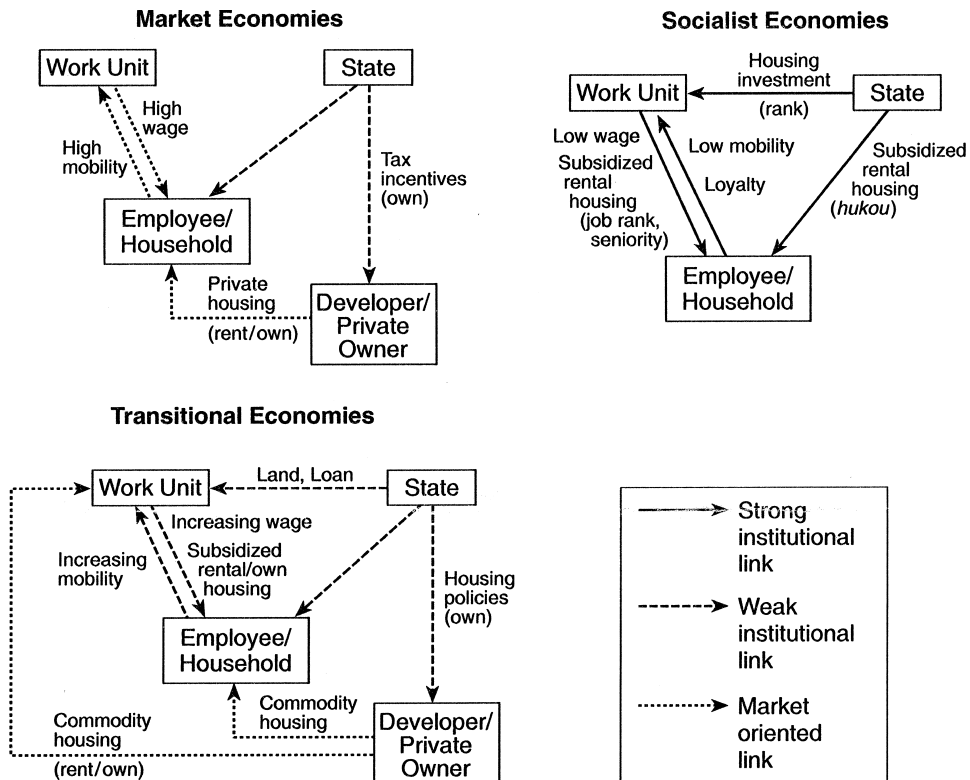 Market Economies
Work Unit
State
High
wage
High
mobility
Tax
incentives
(own)
Employee/
Household
Private
housing
(rent/own)
Developer/
Private
Owner
Socialist Economies
Housing
investment
(rank)
Work Unit
State
Low wage
Subsidized
rental
housing
(job rank,
seniority)
Low mobility
Loyalty
Subsidized
rental
housing
(hukou)
Employee/
Household
Transitional Economies
Work Unit
Land, Loan
State
Increasing wage
Subsidized
rental/own
housing
Increasing
mobility
Housing
policies
(own)
Employee/
Household
Commodity
housing
Commodity
housing
(rent/own)
Developer/
Private
Owner
Strong
institutional
link
Weak
institutional
link
Market
oriented
link